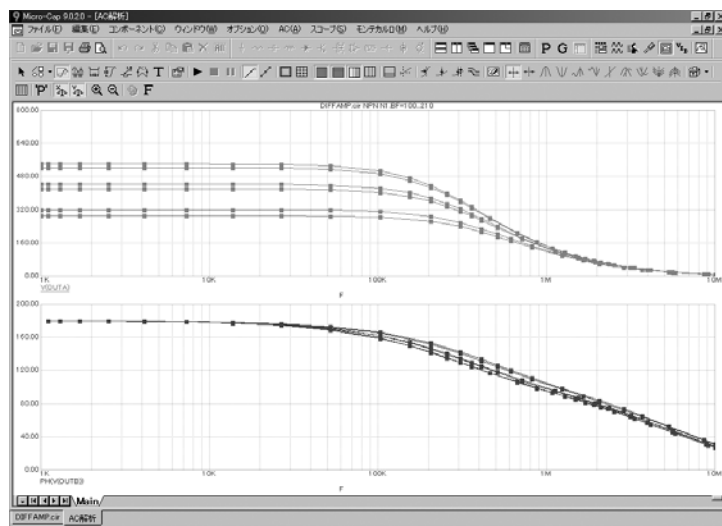 Micro-Cap 9.0.2.0 - [AC解析]
ファイル(F) 編集(E) コンポーネント(C) ウィンドウ(W) オプション(O) AC(A) スコープ(S) モンテカルロ(M) ヘルプ(H)
P G
T
F
DIFFAMP.cir NPN N1.BF=100..210
800.00
640.00
480.00
320.00
160.00
0.00
1K 10K 100K 1M 10M
V(OUTA)
F
200.00
160.00
120.00
80.00
40.00
0.00
1K 10K 100K 1M 10M
PH(V(OUTB))
F
Main
DIFFAMP.cir AC解析